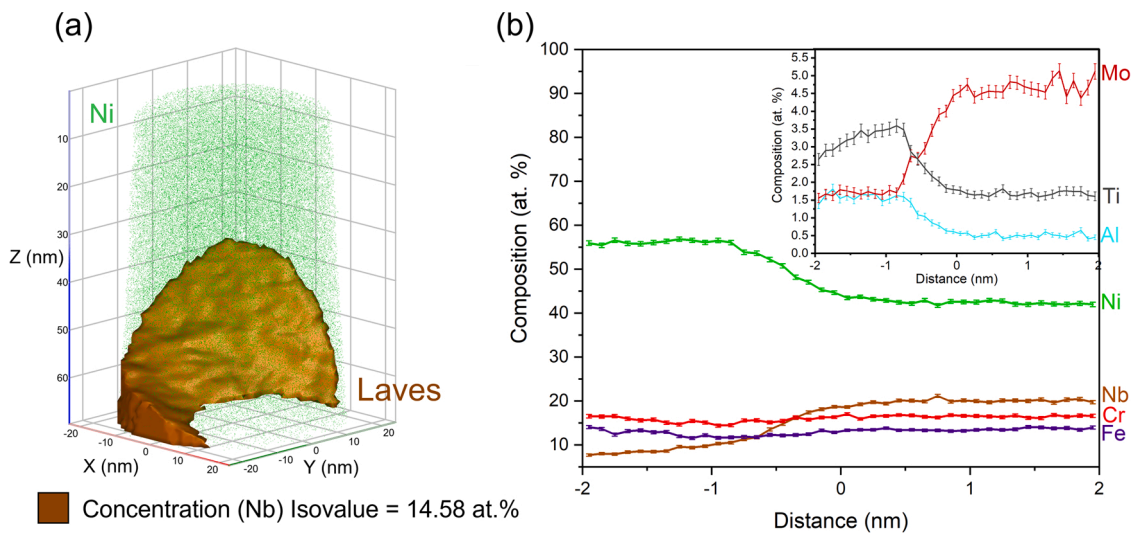 (a)
Ni
10
20
30
Z (nm)
40
50
60
Laves
-20
-10
0
X (nm)
10
20
-20
-10
0
Y (nm)
10
20
Concentration (Nb) Isovalue = 14.58 at.%
(b)
100
90
80
70
60
50
40
30
20
10
Composition (at. %)
-2
-1
0
1
2
Distance (nm)
Ni
Nb
Cr
Fe
5.5
5.0
4.5
4.0
3.5
3.0
2.5
2.0
1.5
1.0
0.5
0.0
Composition (at. %)
-2
-1
0
1
2
Distance (nm)
Mo
Ti
Al